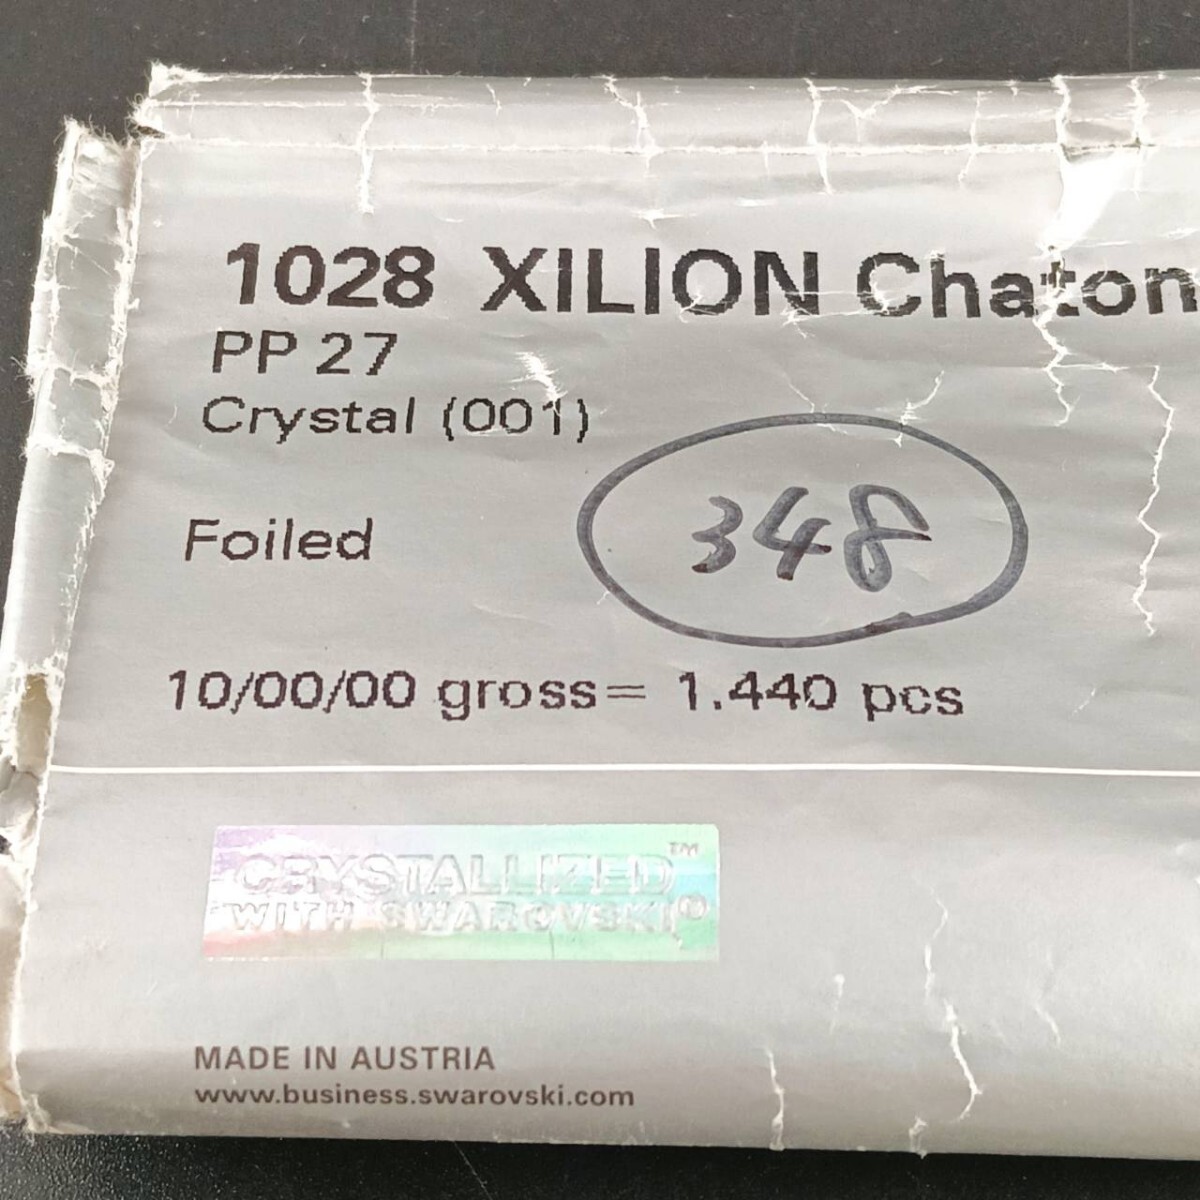 1028 XILION Chaton
PP 27
Crystal (001)
348
Foiled
10/00/00 gross= 1.440 pcs
CRYSTALLIZED™
WITH SWAROVSKI®
MADE IN AUSTRIA
www.business.swarovski.com